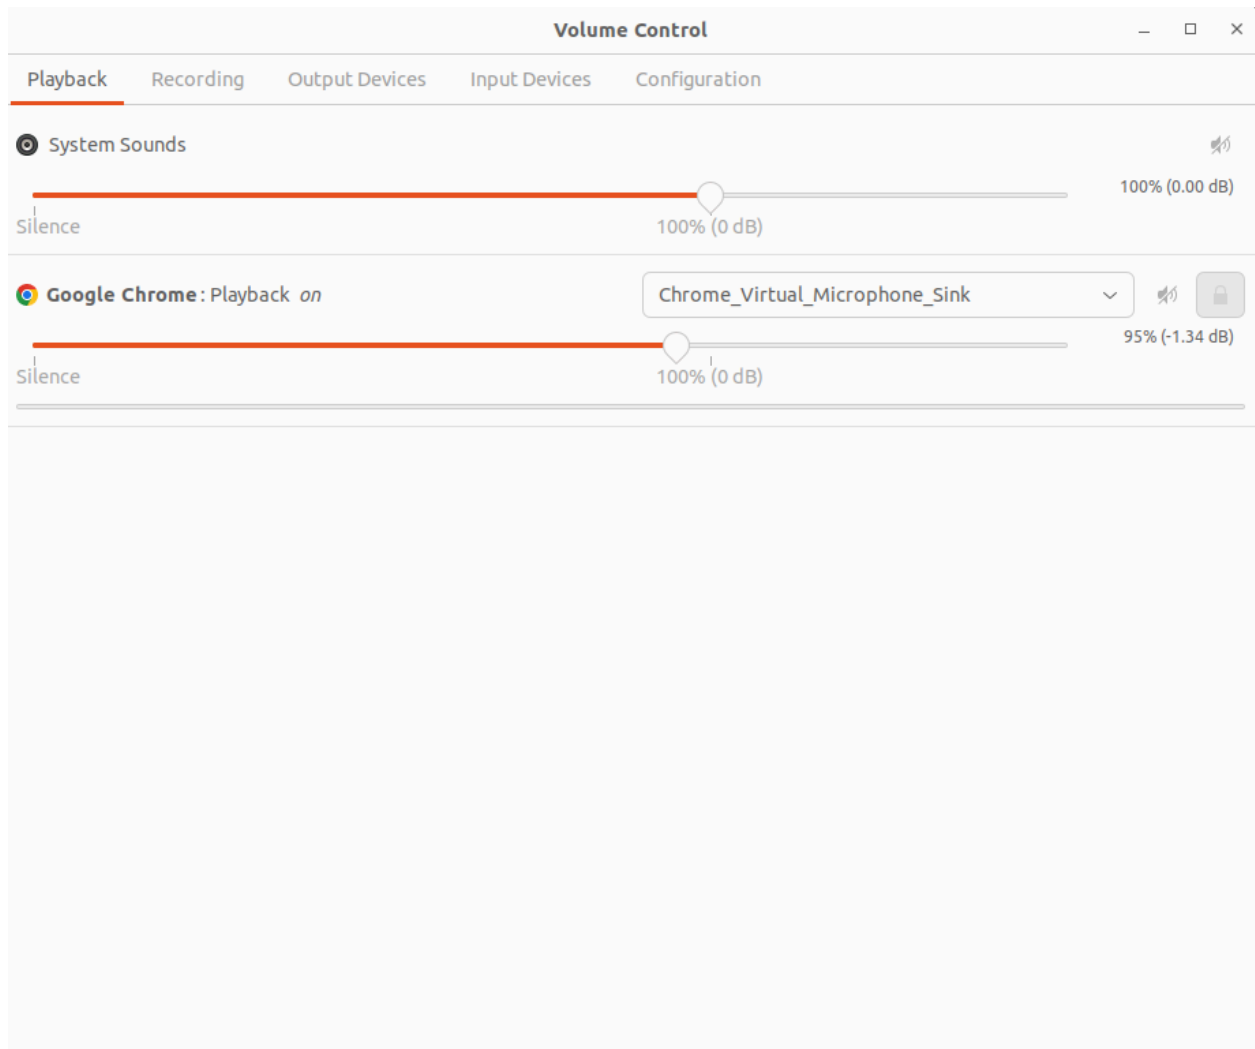 Volume Control
Playback Recording Output Devices Input Devices Configuration
System Sounds
100% (0.00 dB)
Silence 100% (0 dB)
Google Chrome: Playback on Chrome_Virtual_Microphone_Sink
95% (-1.34 dB)
Silence 100% (0 dB)